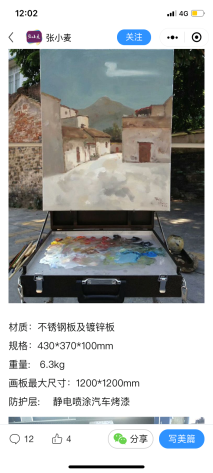 12:02
4G
张小麦
关注
材质：不锈钢板及镀锌板
规格：430*370*100mm
重量： 6.3kg
画板最大尺寸：1200*1200mm
防护层： 静电喷涂汽车烤漆
12
4
分享
写美篇